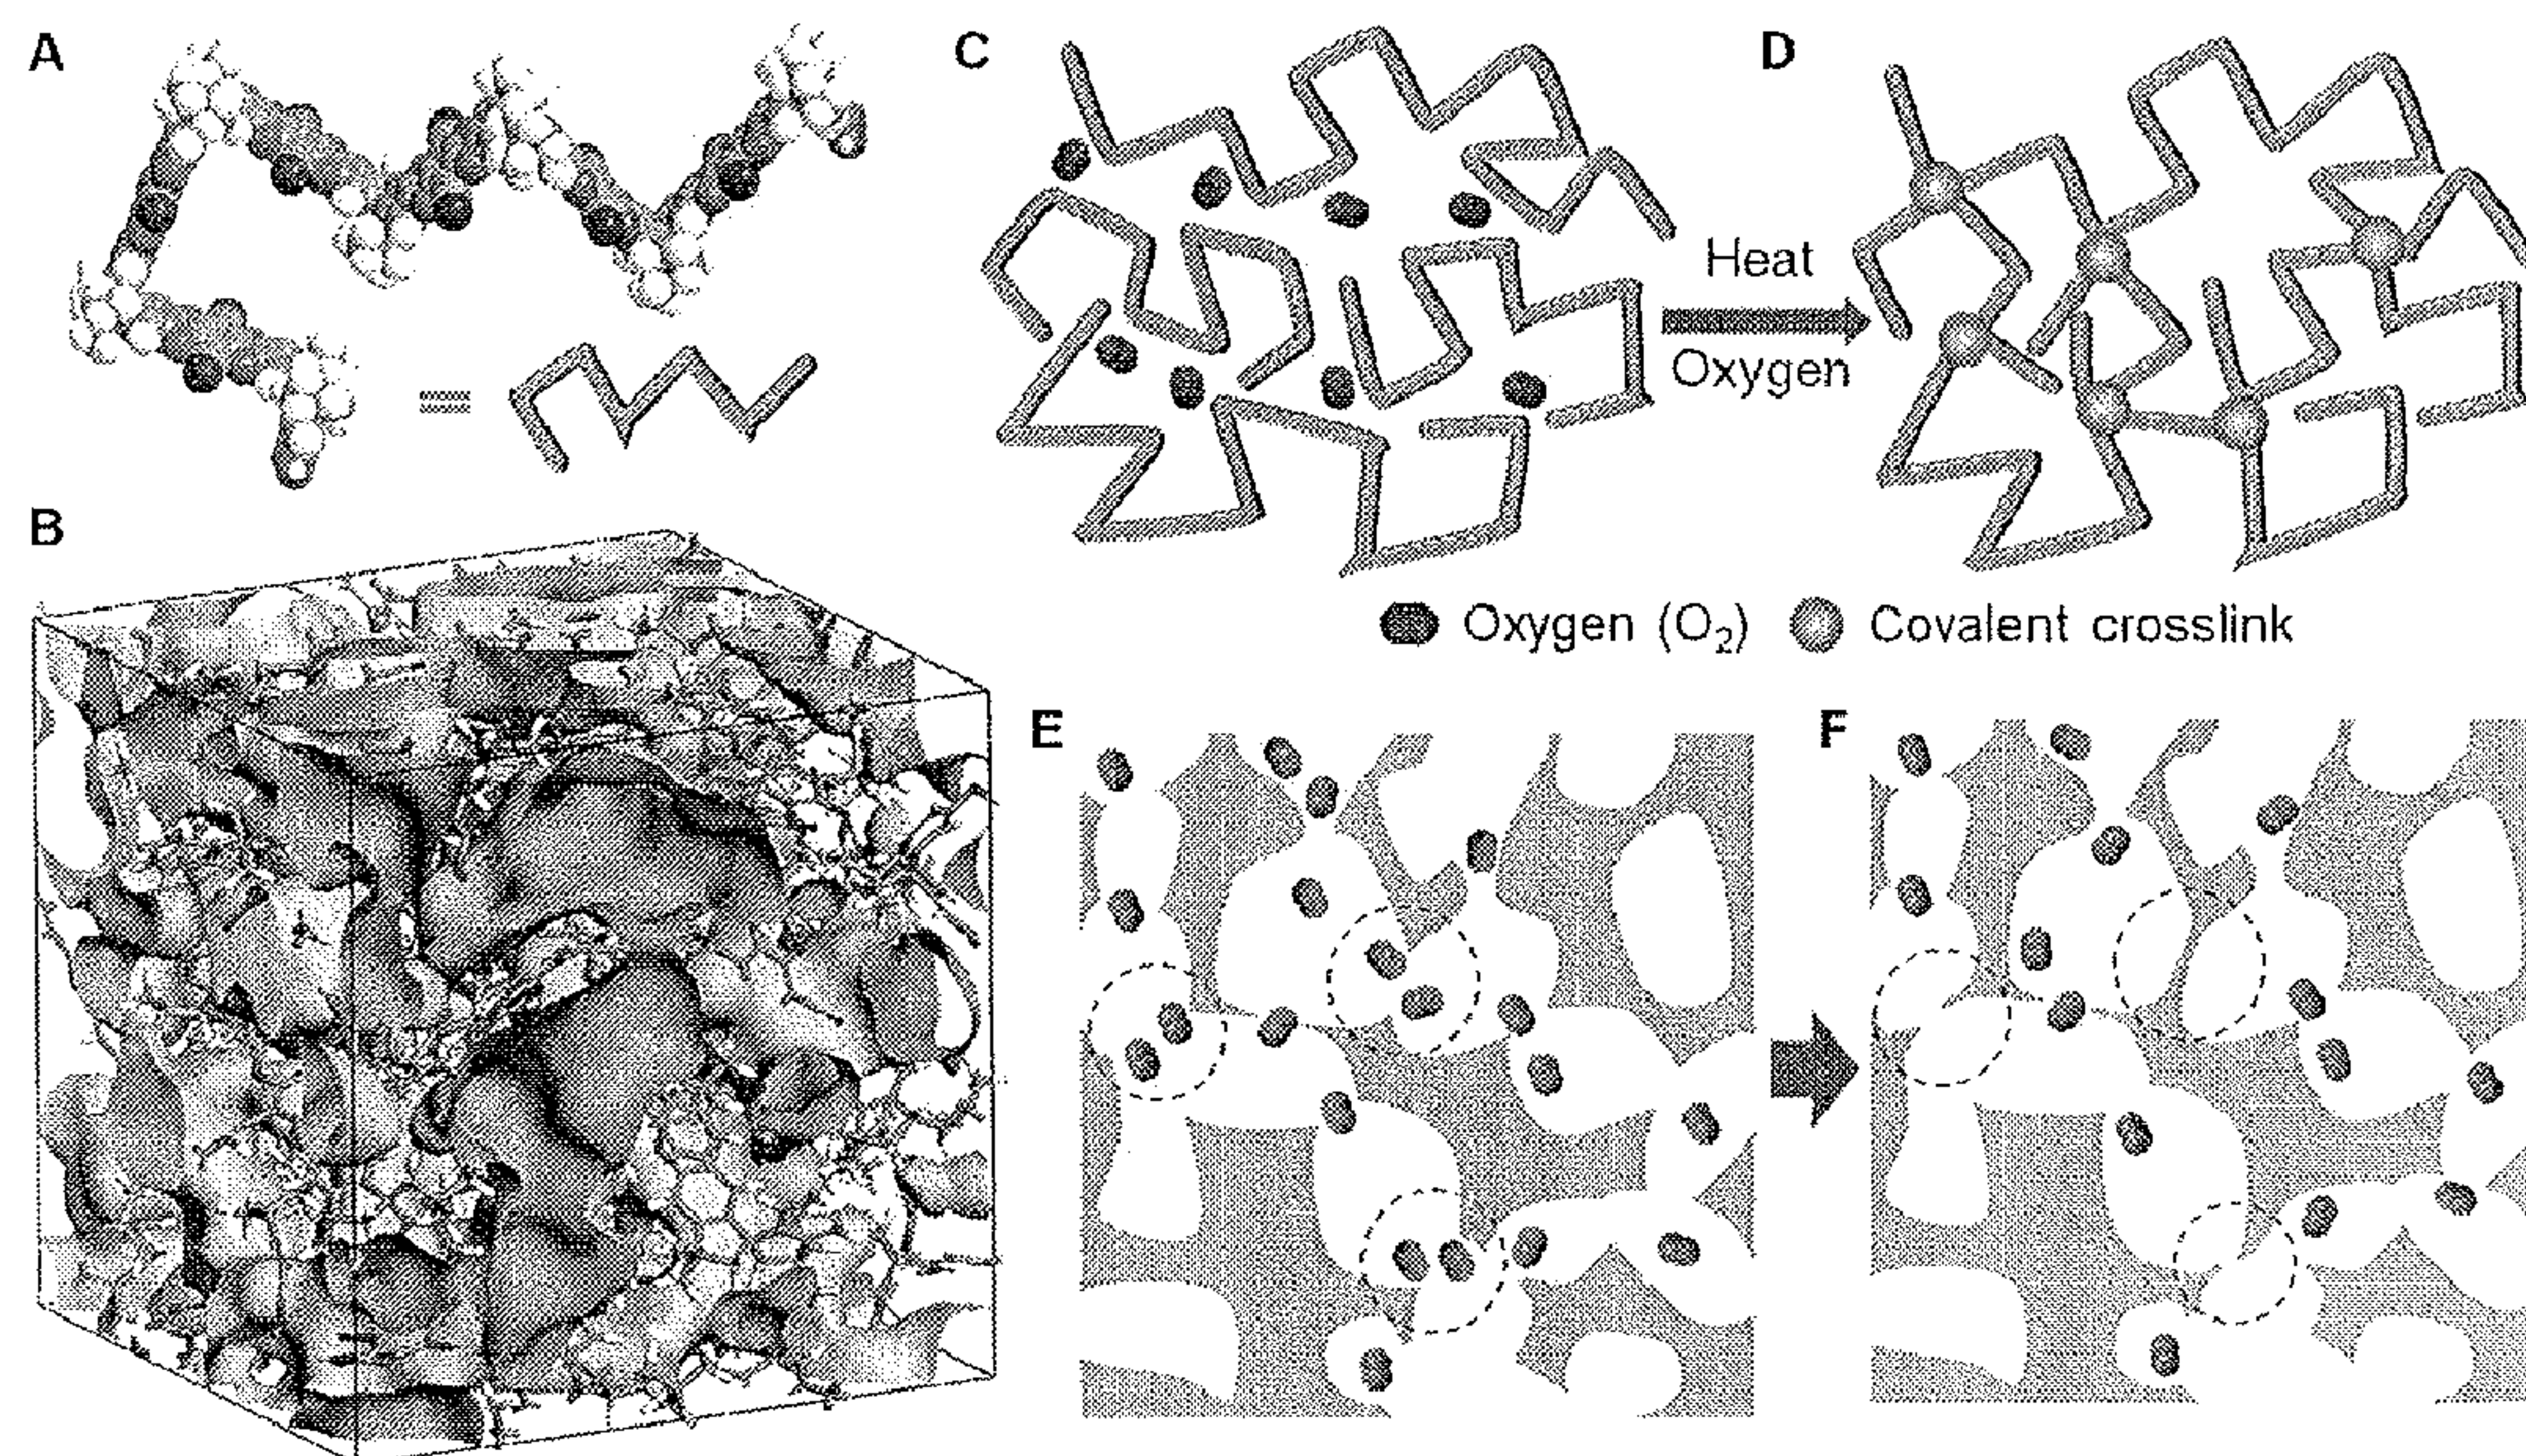 A
C
D
Heat
Oxygen
B
Oxygen (O₂) Covalent crosslink
E
F